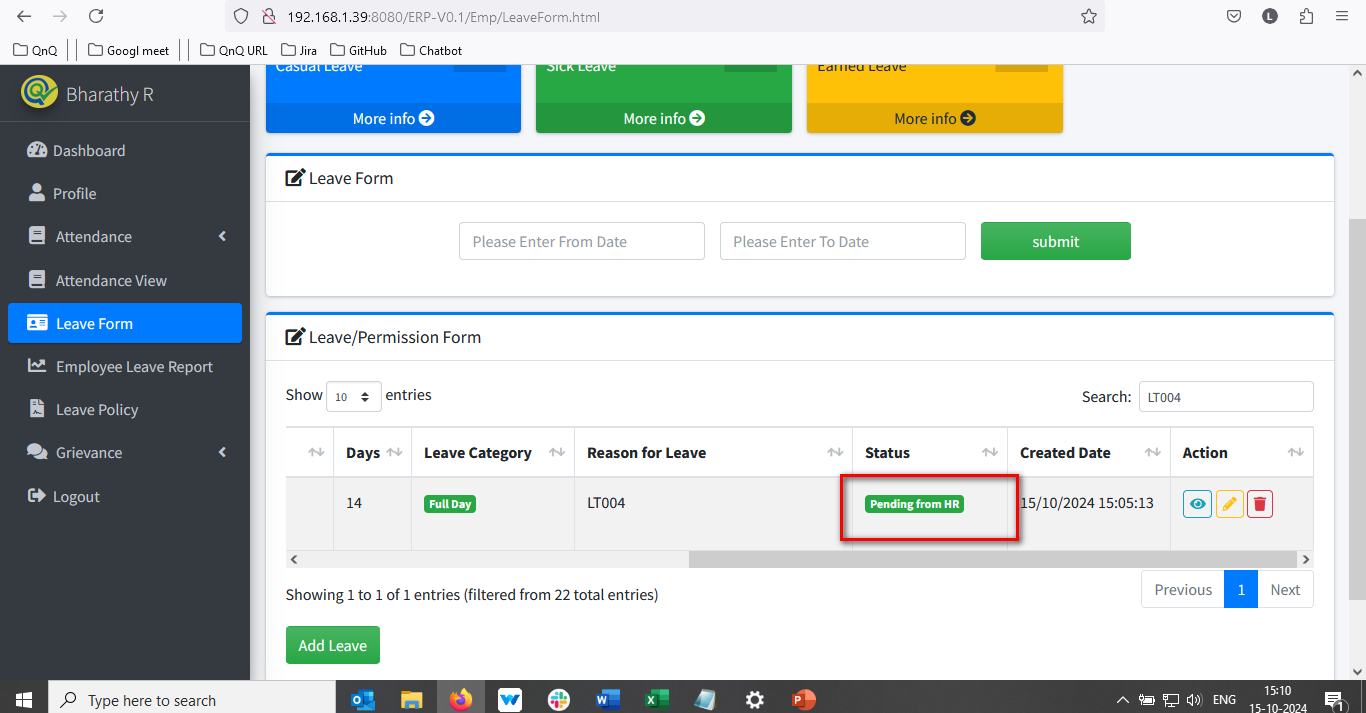 192.168.1.39:8080/ERP-V0.1/Emp/LeaveForm.html
L
QnQ Googl meet QnQ URL Jira GitHub Chatbot
Bharathy R
Dashboard
Profile
Attendance
Attendance View
Leave Form
Employee Leave Report
Leave Policy
Grievance
Logout
Casual Leave Sick Leave Earned Leave
More info More info More info
Leave Form
Please Enter From Date Please Enter To Date submit
Leave/Permission Form
Show 10 entries Search: LT004
Days Leave Category Reason for Leave Status Created Date Action
14 Full Day LT004 Pending from HR 15/10/2024 15:05:13
Showing 1 to 1 of 1 entries (filtered from 22 total entries) Previous 1 Next
Add Leave
Type here to search
ENG 15:10
15-10-2024
1